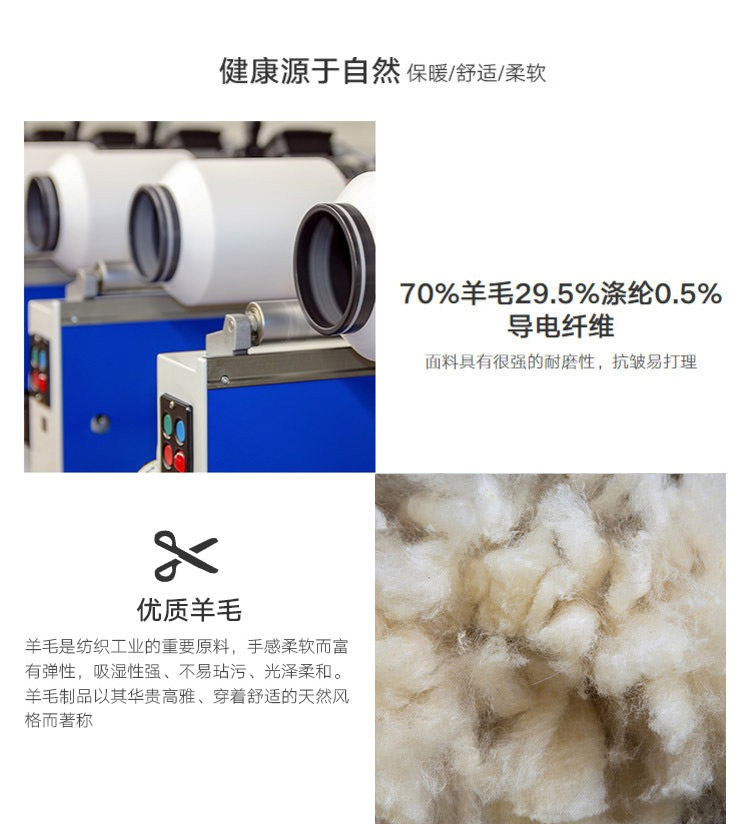 健康源于自然 保暖/舒适/柔软
70%羊毛29.5%涤纶0.5%
导电纤维
面料具有很强的耐磨性，抗皱易打理
优质羊毛
羊毛是纺织工业的重要原料，手感柔软而富
有弹性，吸湿性强、不易玷污、光泽柔和。
羊毛制品以其华贵高雅、穿着舒适的天然风
格而著称